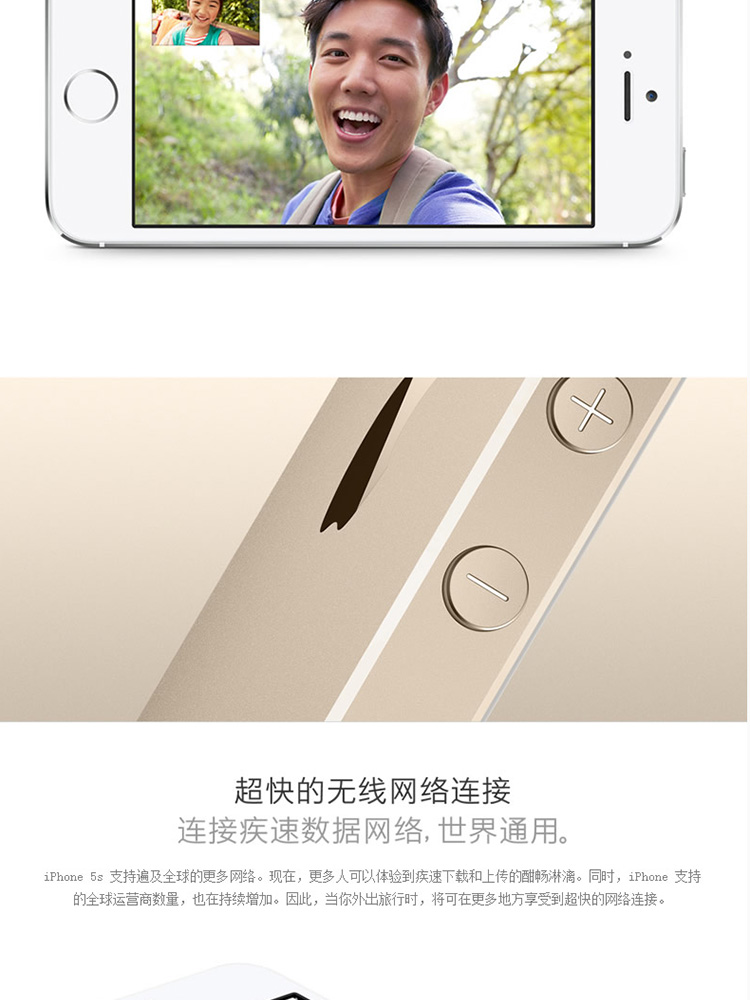 超快的无线网络连接
连接疾速数据网络，世界通用。
iPhone 5s 支持遍及全球的更多网络。现在，更多人可以体验到疾速下载和上传的酣畅淋漓。同时，iPhone 支持
的全球运营商数量，也在持续增加。因此，当你外出旅行时，将可在更多地方享受到超快的网络连接。